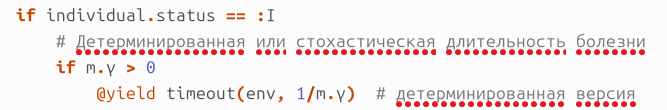 if individual.status == :I
    # Детерминированная или стохастическая длительность болезни
    if m.γ > 0
        @yield timeout(env, 1/m.γ)  # детерминированная версия